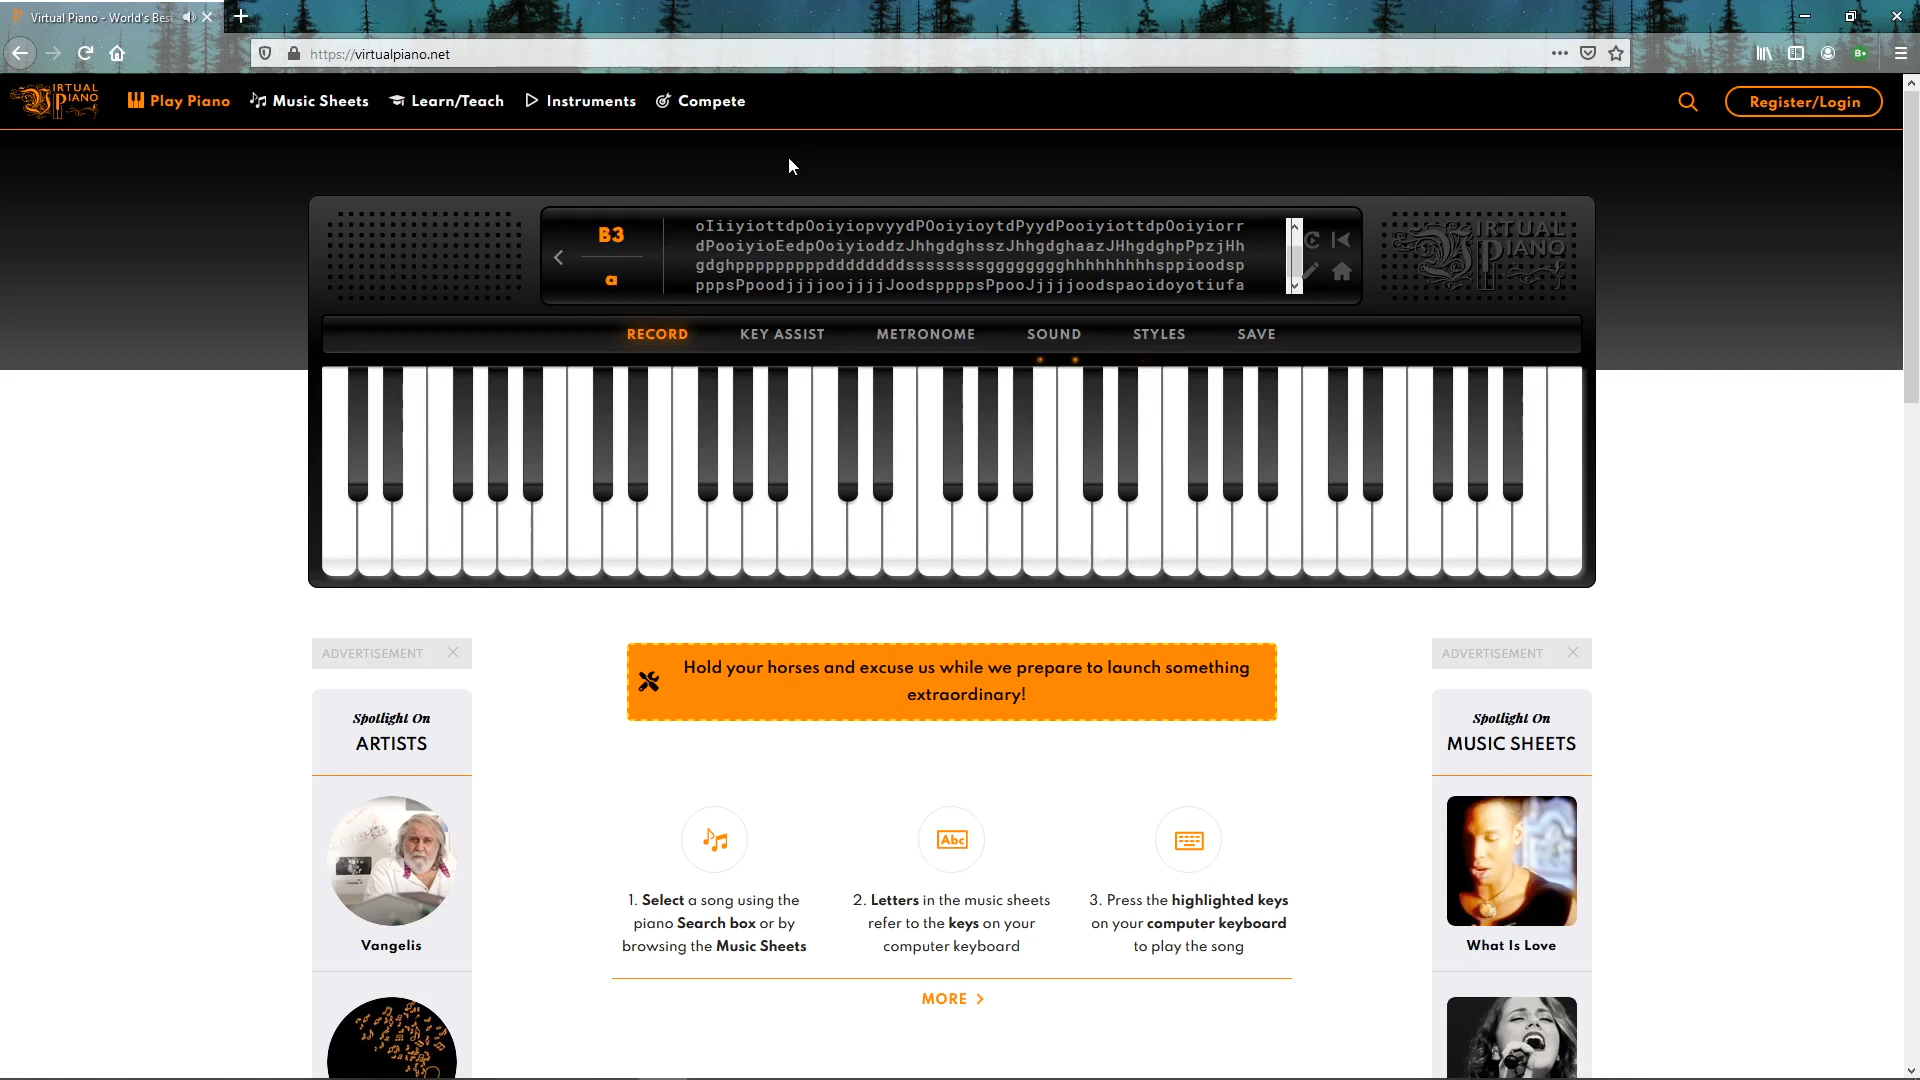 Virtual Piano - World's Bes
https://virtualpiano.net
VIRTUAL PIANO
Play Piano
Music Sheets
Learn/Teach
Instruments
Compete
Register/Login
B3
a
oIiiyiottdpOoiyiopvyydPOoiyioytdPyydPooiyiottdpOoiyiorr
dPooiyioEedpOoiyioddzJhhgdghsszJhhgdghaazJHhgdghpPpzjHh
gdghppppppppppddddddddsssssssssgggggggghhhhhhhhhsppioodsp
pppsPpoodjjjjoojjjjJoodsppppsPpooJjjjjoodspaoidoyotiufa
VIRTUAL PIANO
RECORD
KEY ASSIST
METRONOME
SOUND
STYLES
SAVE
ADVERTISEMENT
Spotlight On
ARTISTS
Vangelis
Hold your horses and excuse us while we prepare to launch something
extraordinary!
Abc
1. Select a song using the
piano Search box or by
browsing the Music Sheets
2. Letters in the music sheets
refer to the keys on your
computer keyboard
3. Press the highlighted keys
on your computer keyboard
to play the song
MORE
ADVERTISEMENT
Spotlight On
MUSIC SHEETS
What Is Love